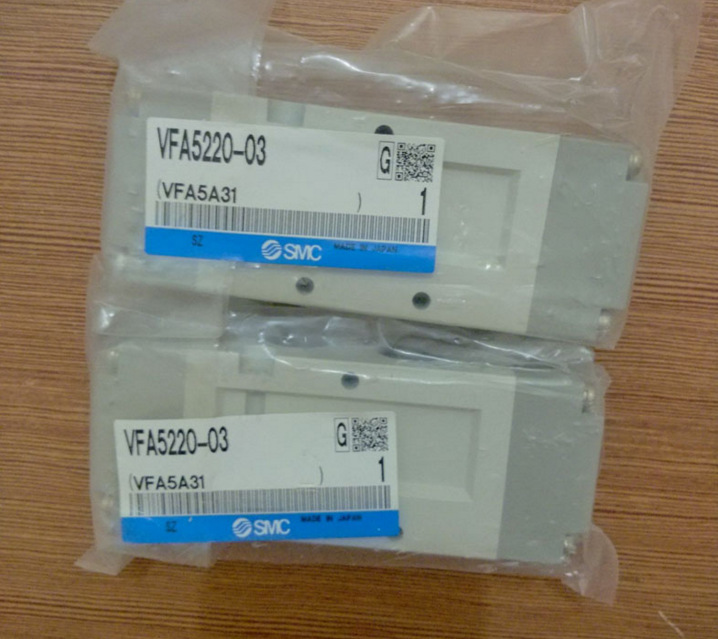 VFA5220-03
G
(VFA5A31 )
1
SZ
SMC
MADE IN JAPAN
VFA5220-03
G
(VFA5A31 )
1
SZ
SMC
MADE IN JAPAN